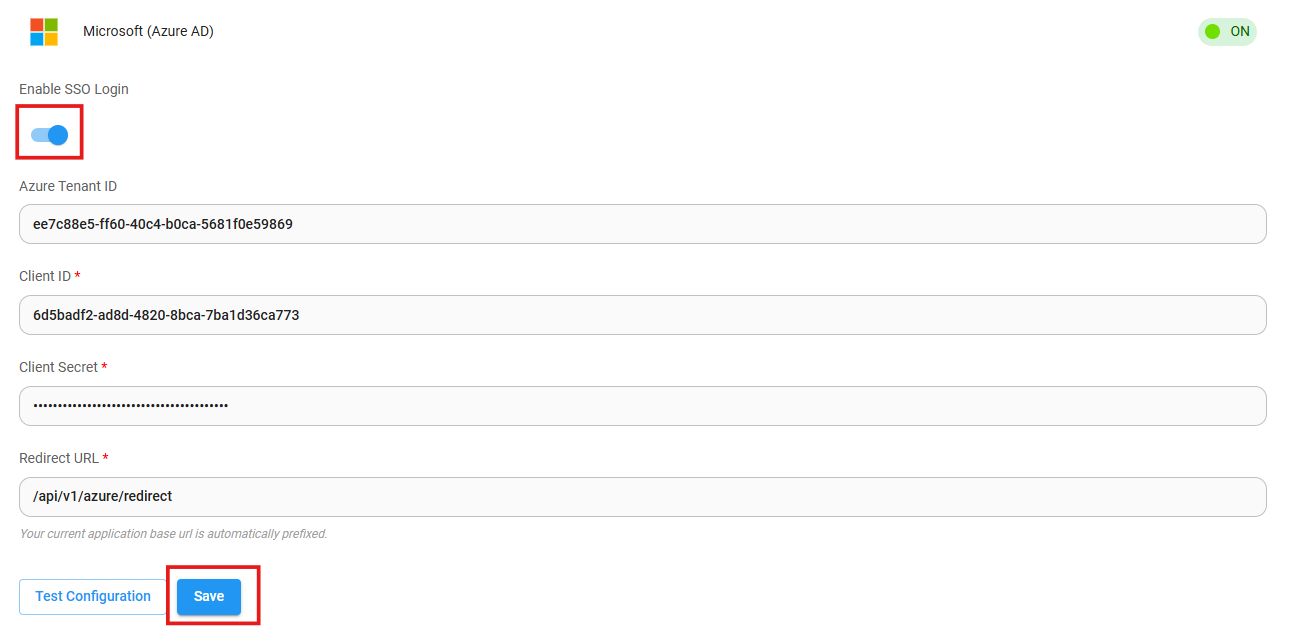 Microsoft (Azure AD)
ON
Enable SSO Login
Azure Tenant ID
ee7c88e5-ff60-40c4-b0ca-5681f0e59869
Client ID *
6d5badf2-ad8d-4820-8bca-7ba1d36ca773
Client Secret *
••••••••••••••••••••••••••••••••••••••••
Redirect URL *
/api/v1/azure/redirect
Your current application base url is automatically prefixed.
Test Configuration
Save